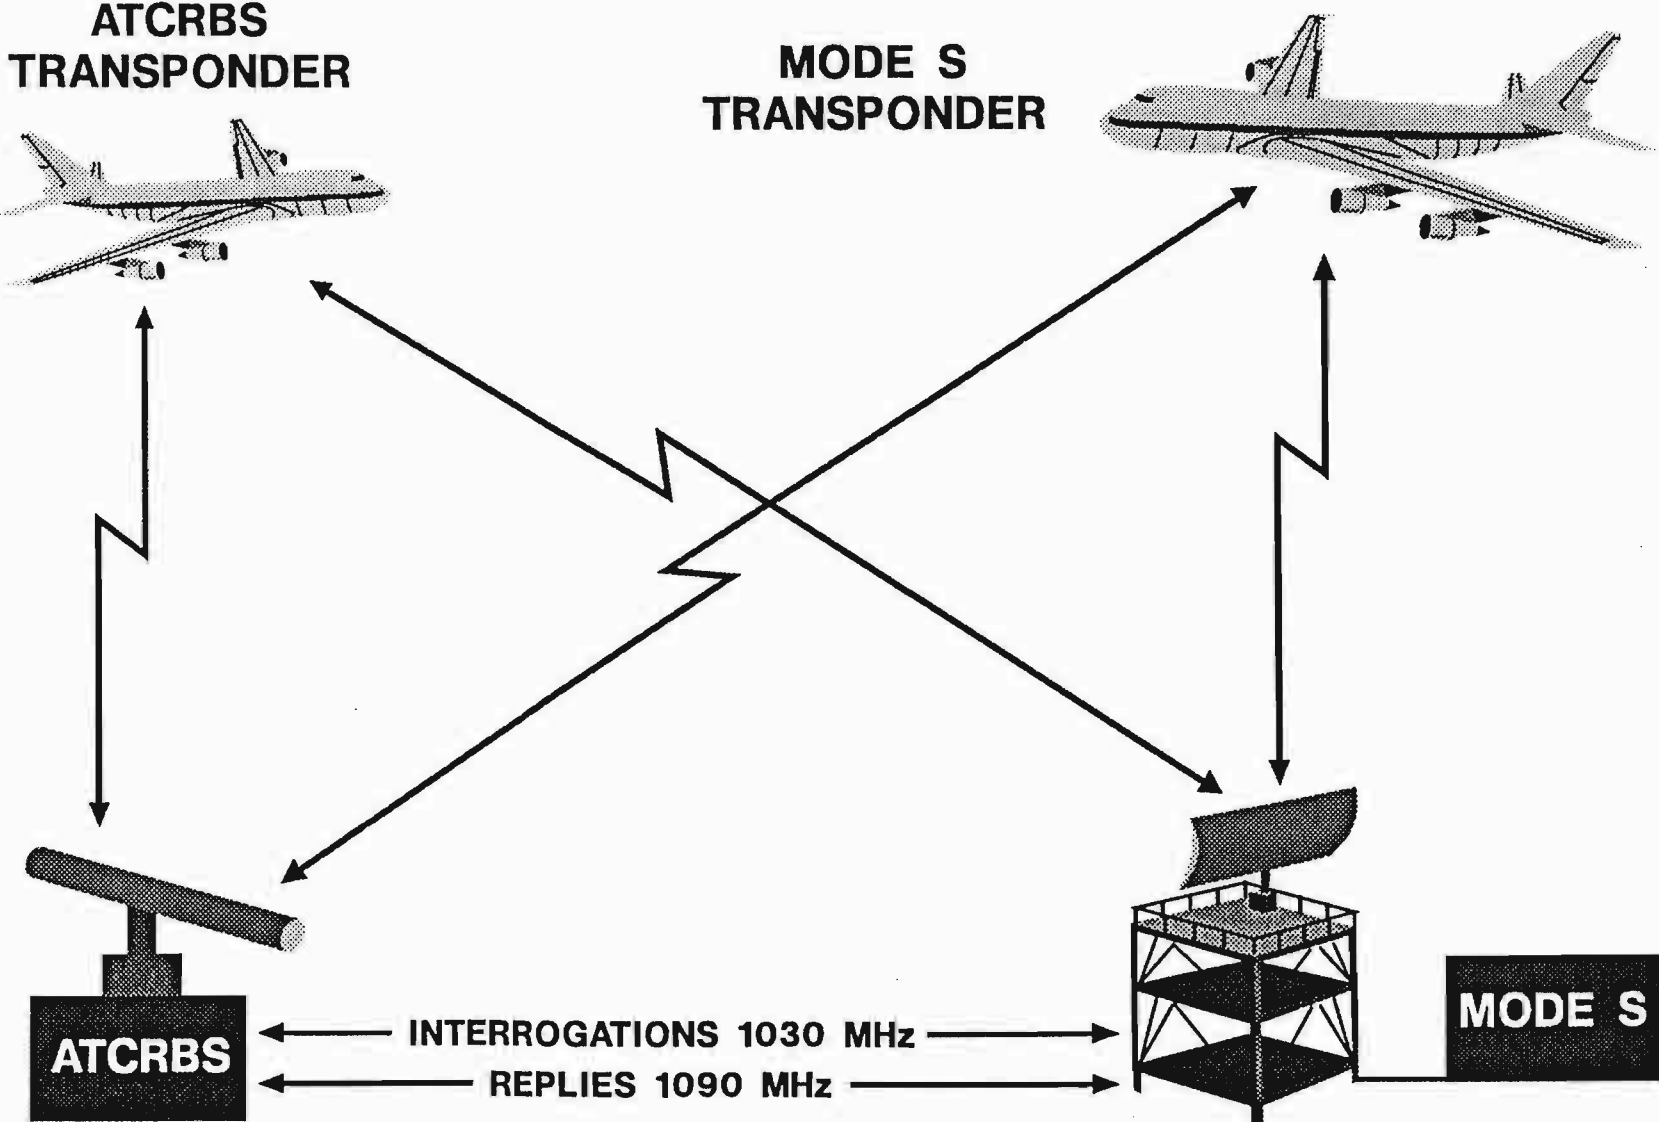 ATCRBS
TRANSPONDER
MODE S
TRANSPONDER
ATCRBS
INTERROGATIONS 1030 MHz
REPLIES 1090 MHz
MODE S